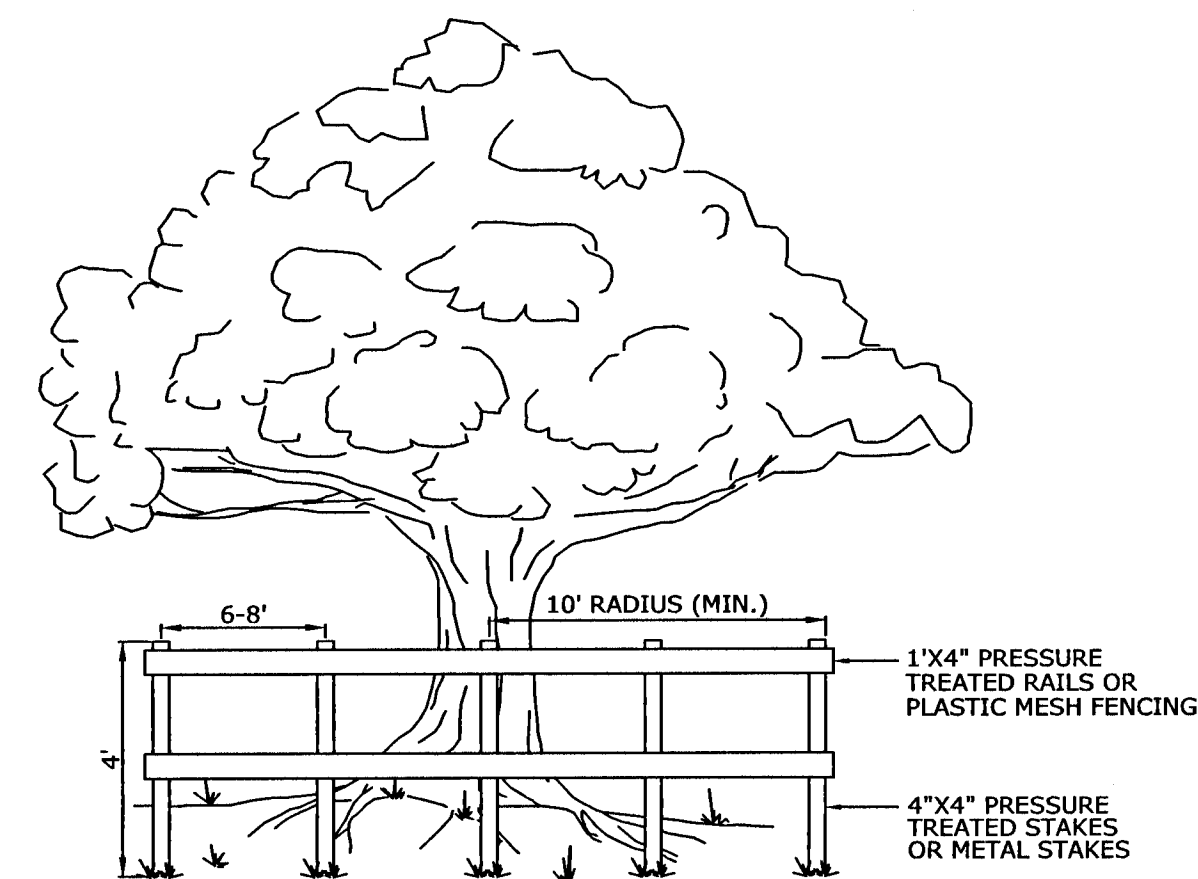 6-8'
10' RADIUS (MIN.)
1'X4" PRESSURE
TREATED RAILS OR
PLASTIC MESH FENCING
4'
4"X4" PRESSURE
TREATED STAKES
OR METAL STAKES